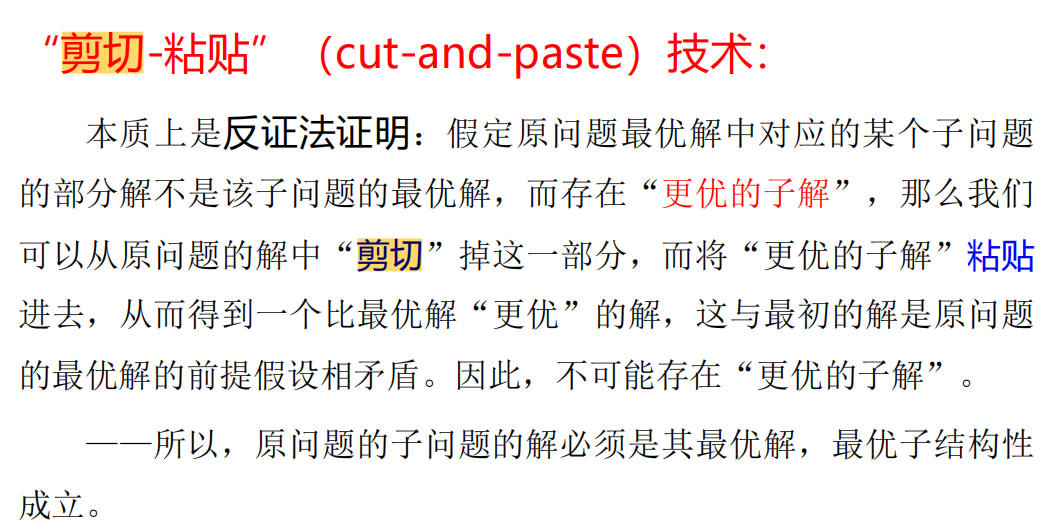 “剪切-粘贴”（cut-and-paste）技术：
本质上是反证法证明：假定原问题最优解中对应的某个子问题
的部分解不是该子问题的最优解，而存在“更优的子解”，那么我们
可以从原问题的解中“剪切”掉这一部分，而将“更优的子解”粘贴
进去，从而得到一个比最优解“更优”的解，这与最初的解是原问题
的最优解的前提假设相矛盾。因此，不可能存在“更优的子解”。
——所以，原问题的子问题的解必须是其最优解，最优子结构性
成立。